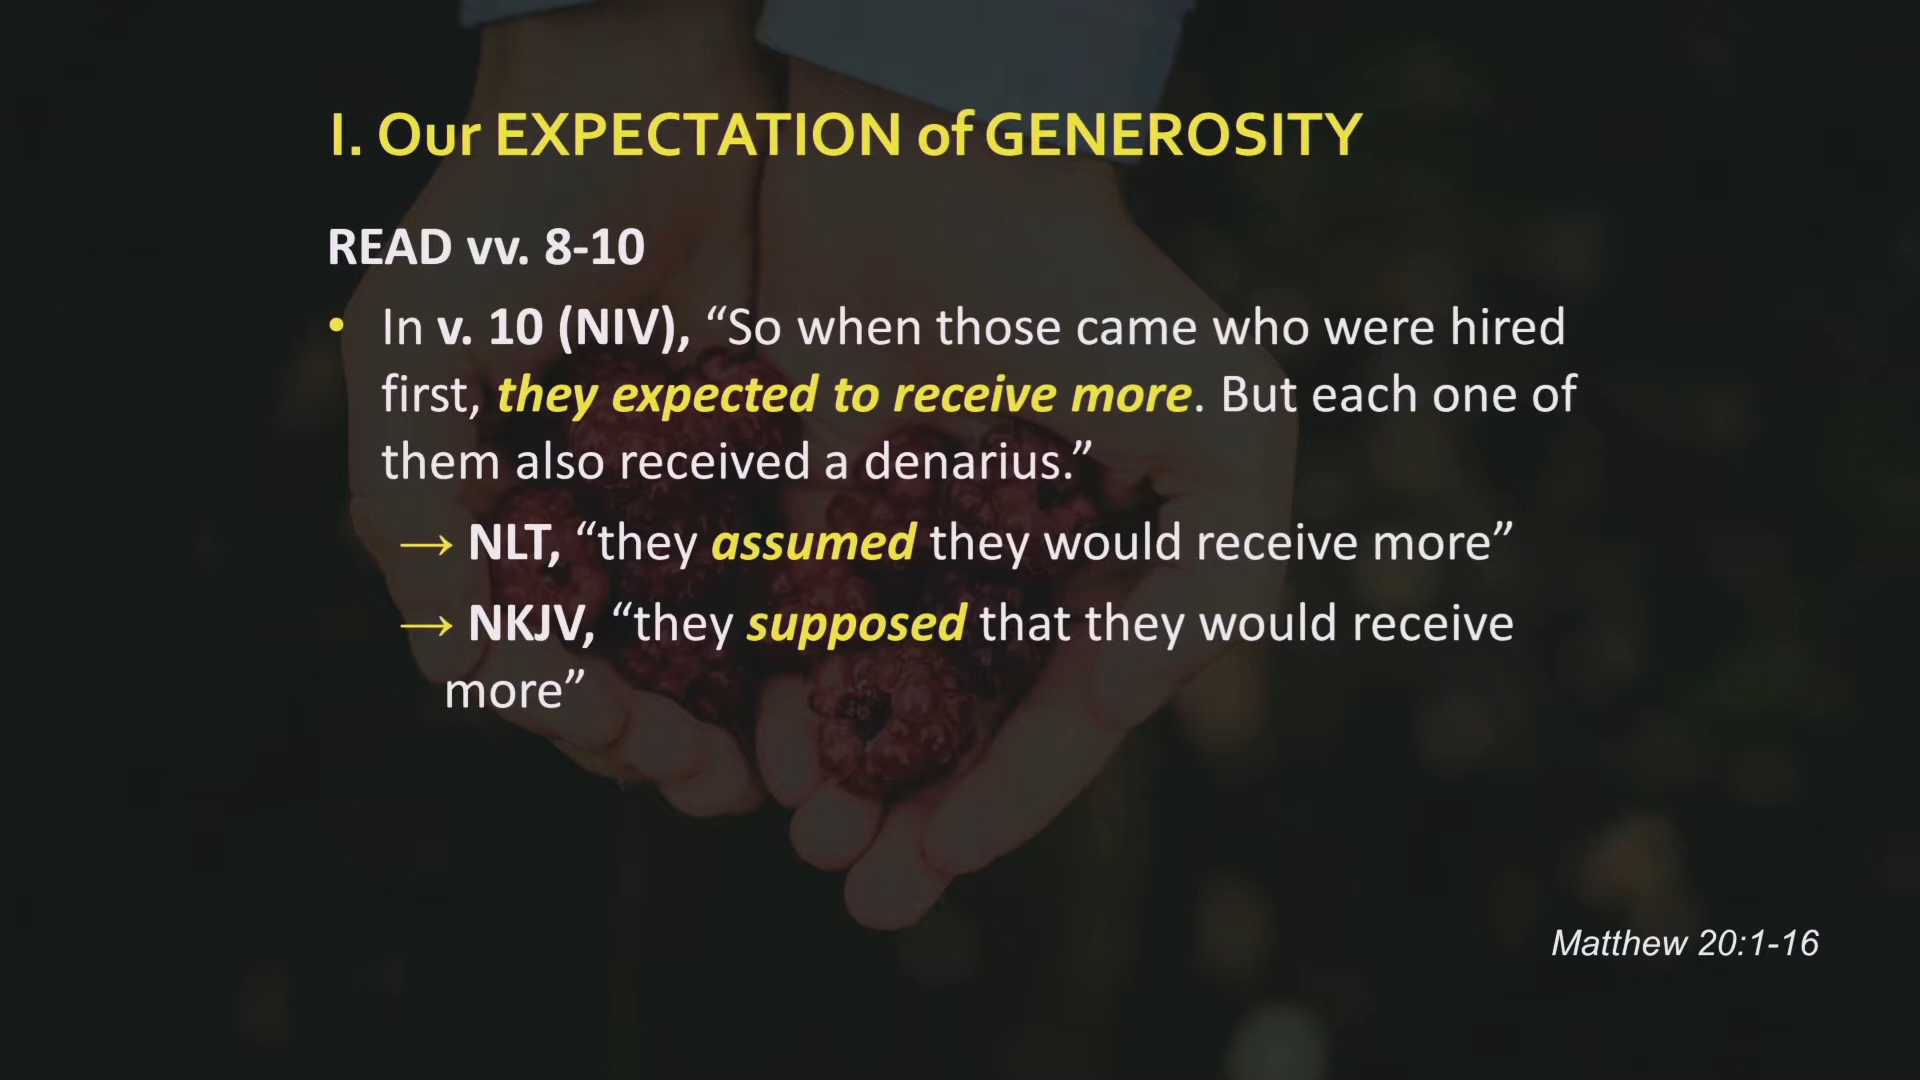 I. Our EXPECTATION of GENEROSITY
READ vv. 8-10
• In v. 10 (NIV), “So when those came who were hired
first, they expected to receive more. But each one of
them also received a denarius.”
→ NLT, “they assumed they would receive more”
→ NKJV, “they supposed that they would receive
more”
Matthew 20:1-16